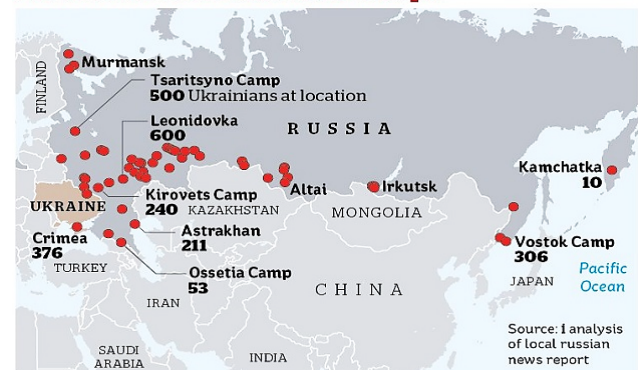 Murmansk
FINLAND
Tsaritsyno Camp
500 Ukrainians at location
Leonidovka
600
RUSSIA
Kamchatka
10
Altai
Irkutsk
Kirovets Camp
240
UKRAINE
KAZAKHSTAN
MONGOLIA
Crimea
376
Astrakhan
211
Vostok Camp
306
TURKEY
Ossetia Camp
53
Pacific
Ocean
JAPAN
CHINA
IRAN
SAUDI
ARABIA
INDIA
Source: i analysis
of local russian
news report